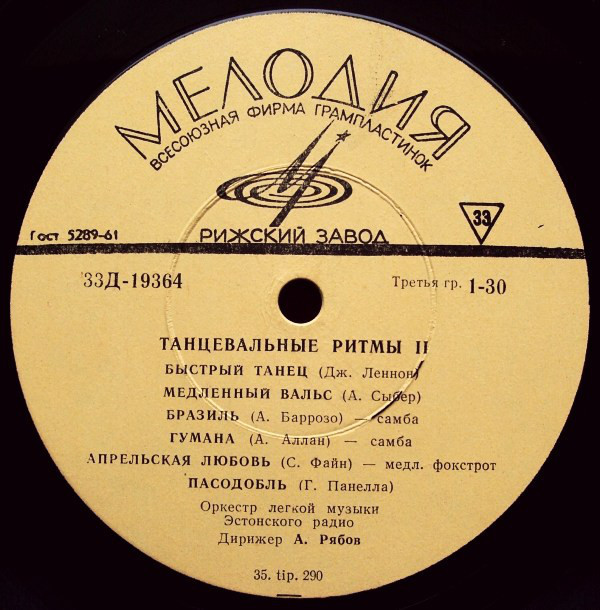 МЕЛОДИЯ
ВСЕСОЮЗНАЯ ФИРМА ГРАМПЛАСТИНОК
Гост 5289-61
РИЖСКИЙ ЗАВОД
33
33Д-19364
Третья гр. 1-30
ТАНЦЕВАЛЬНЫЕ РИТМЫ II
БЫСТРЫЙ ТАНЕЦ (Дж. Леннон)
МЕДЛЕННЫЙ ВАЛЬС (А. Сыбер)
БРАЗИЛЬ (А. Баррозо) — самба
ГУМАНА (А. Аллан) — самба
АПРЕЛЬСКАЯ ЛЮБОВЬ (С. Файн) — медл. фокстрот
ПАСОДОБЛЬ (Г. Панелла)
Оркестр легкой музыки
Эстонского радио
Дирижер А. Рябов
35. tip. 290